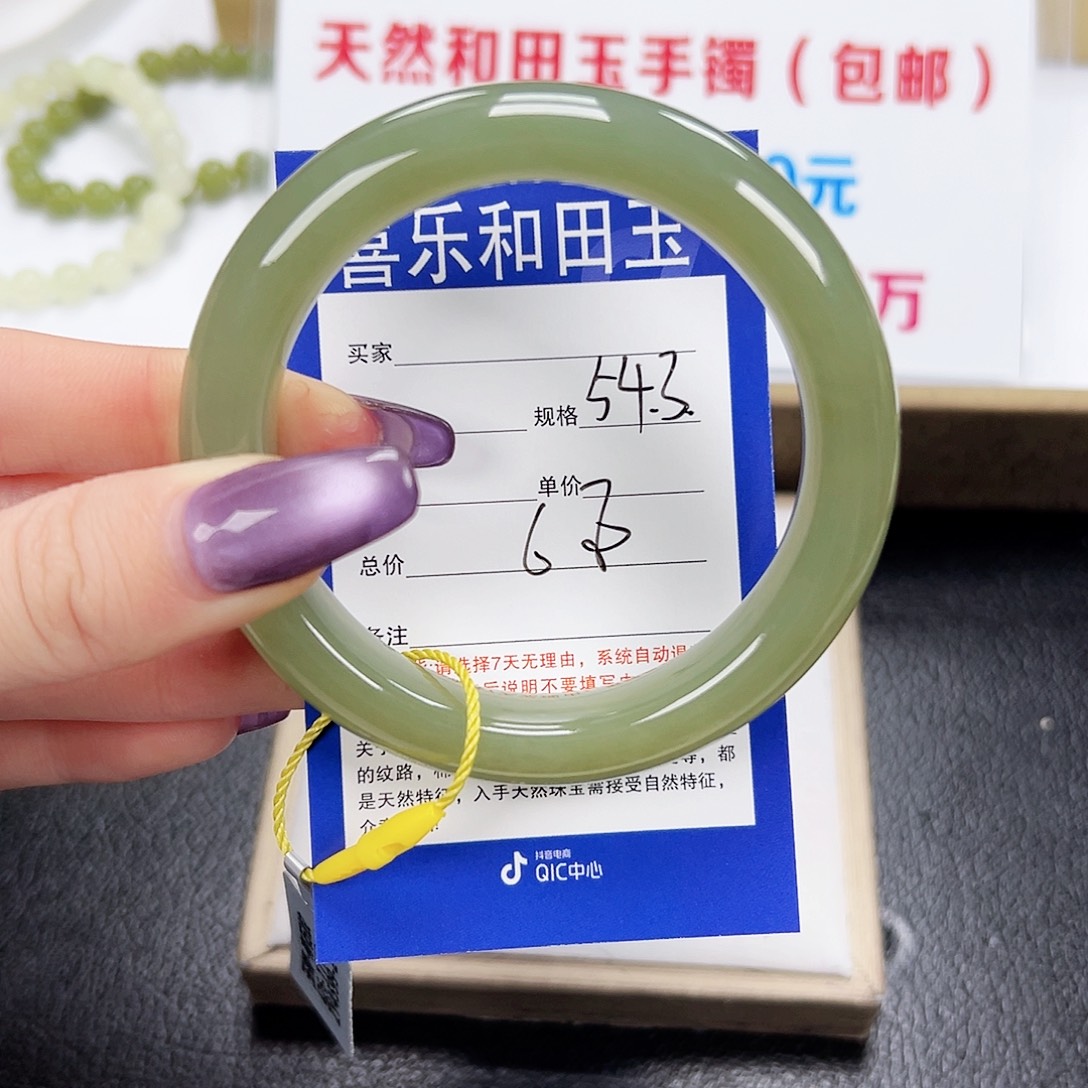 天然和田玉手镯（包邮）
元
万
喜乐和田玉
买家
规格 54.3.
单价
总价 6万
备注
请选择7天无理由，系统自动退
后说明不要填写
关于
的纹路，都
是天然特征，入手天然珠宝需接受自然特征，
介
抖音电商
QIC中心